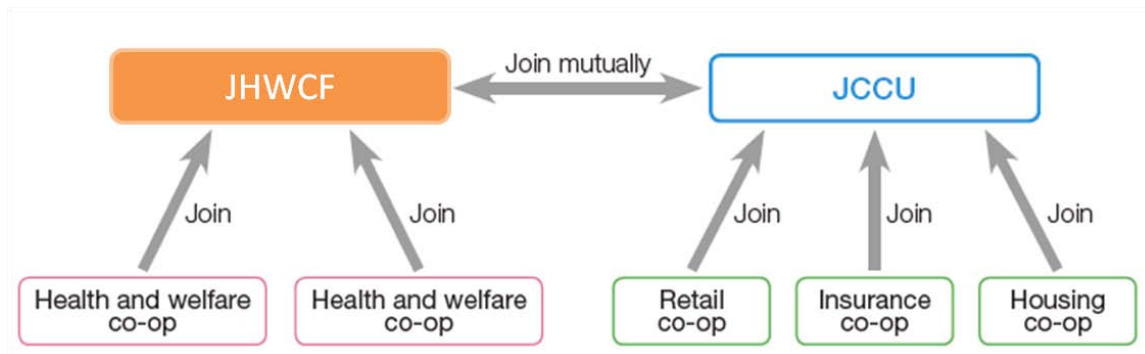 Join mutually
JHWCF
JCCU
Join
Join
Join
Join
Join
Health and welfare
co-op
Health and welfare
co-op
Retail
co-op
Insurance
co-op
Housing
co-op